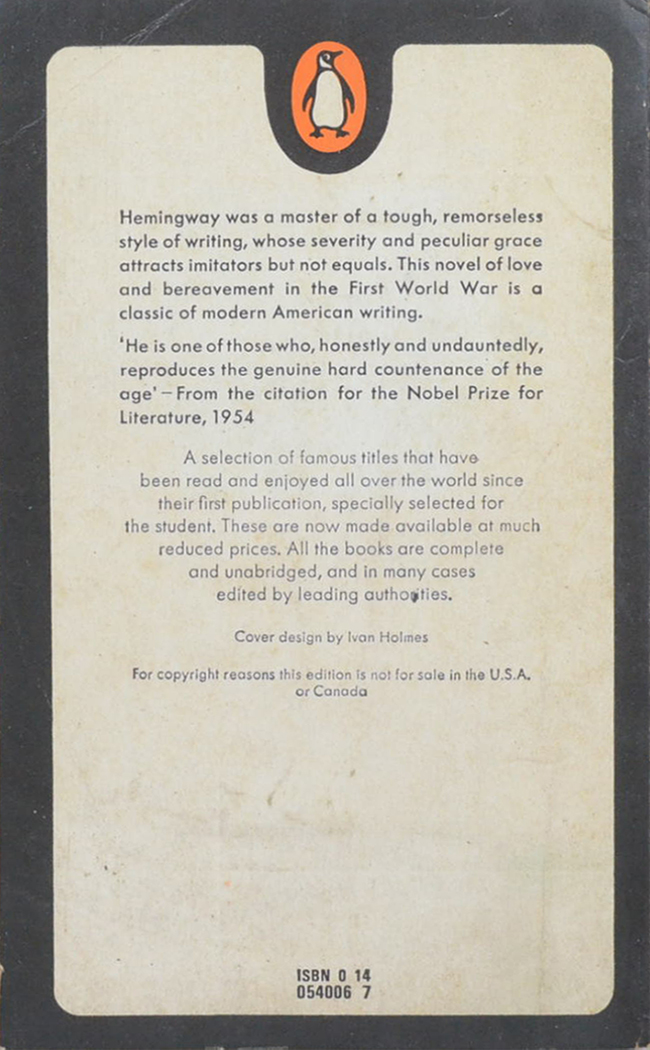 Hemingway was a master of a tough, remorseless
style of writing, whose severity and peculiar grace
attracts imitators but not equals. This novel of love
and bereavement in the First World War is a
classic of modern American writing.
'He is one of those who, honestly and undauntedly,
reproduces the genuine hard countenance of the
age' – From the citation for the Nobel Prize for
Literature, 1954
A selection of famous titles that have
been read and enjoyed all over the world since
their first publication, specially selected for
the student. These are now made available at much
reduced prices. All the books are complete
and unabridged, and in many cases
edited by leading authorities.
Cover design by Ivan Holmes
For copyright reasons this edition is not for sale in the U.S.A.
or Canada
ISBN 0 14
054006 7